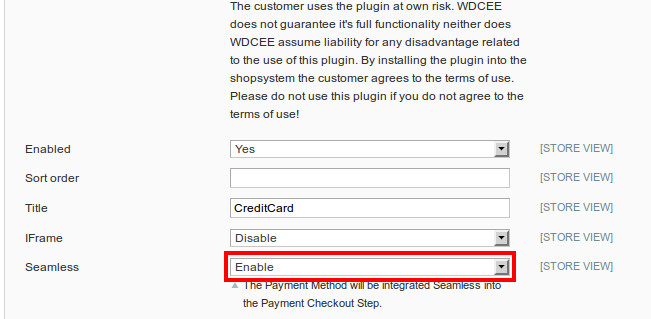 The customer uses the plugin at own risk. WDCEE
does not guarantee it's full functionality neither does
WDCEE assume liability for any disadvantage related
to the use of this plugin. By installing the plugin into the
shopsystem the customer agrees to the terms of use.
Please do not use this plugin if you do not agree to the
terms of use!
Enabled Yes [STORE VIEW]
Sort order [STORE VIEW]
Title CreditCard [STORE VIEW]
IFrame Disable [STORE VIEW]
Seamless Enable [STORE VIEW]
The Payment Method will be integrated Seamless into
the Payment Checkout Step.